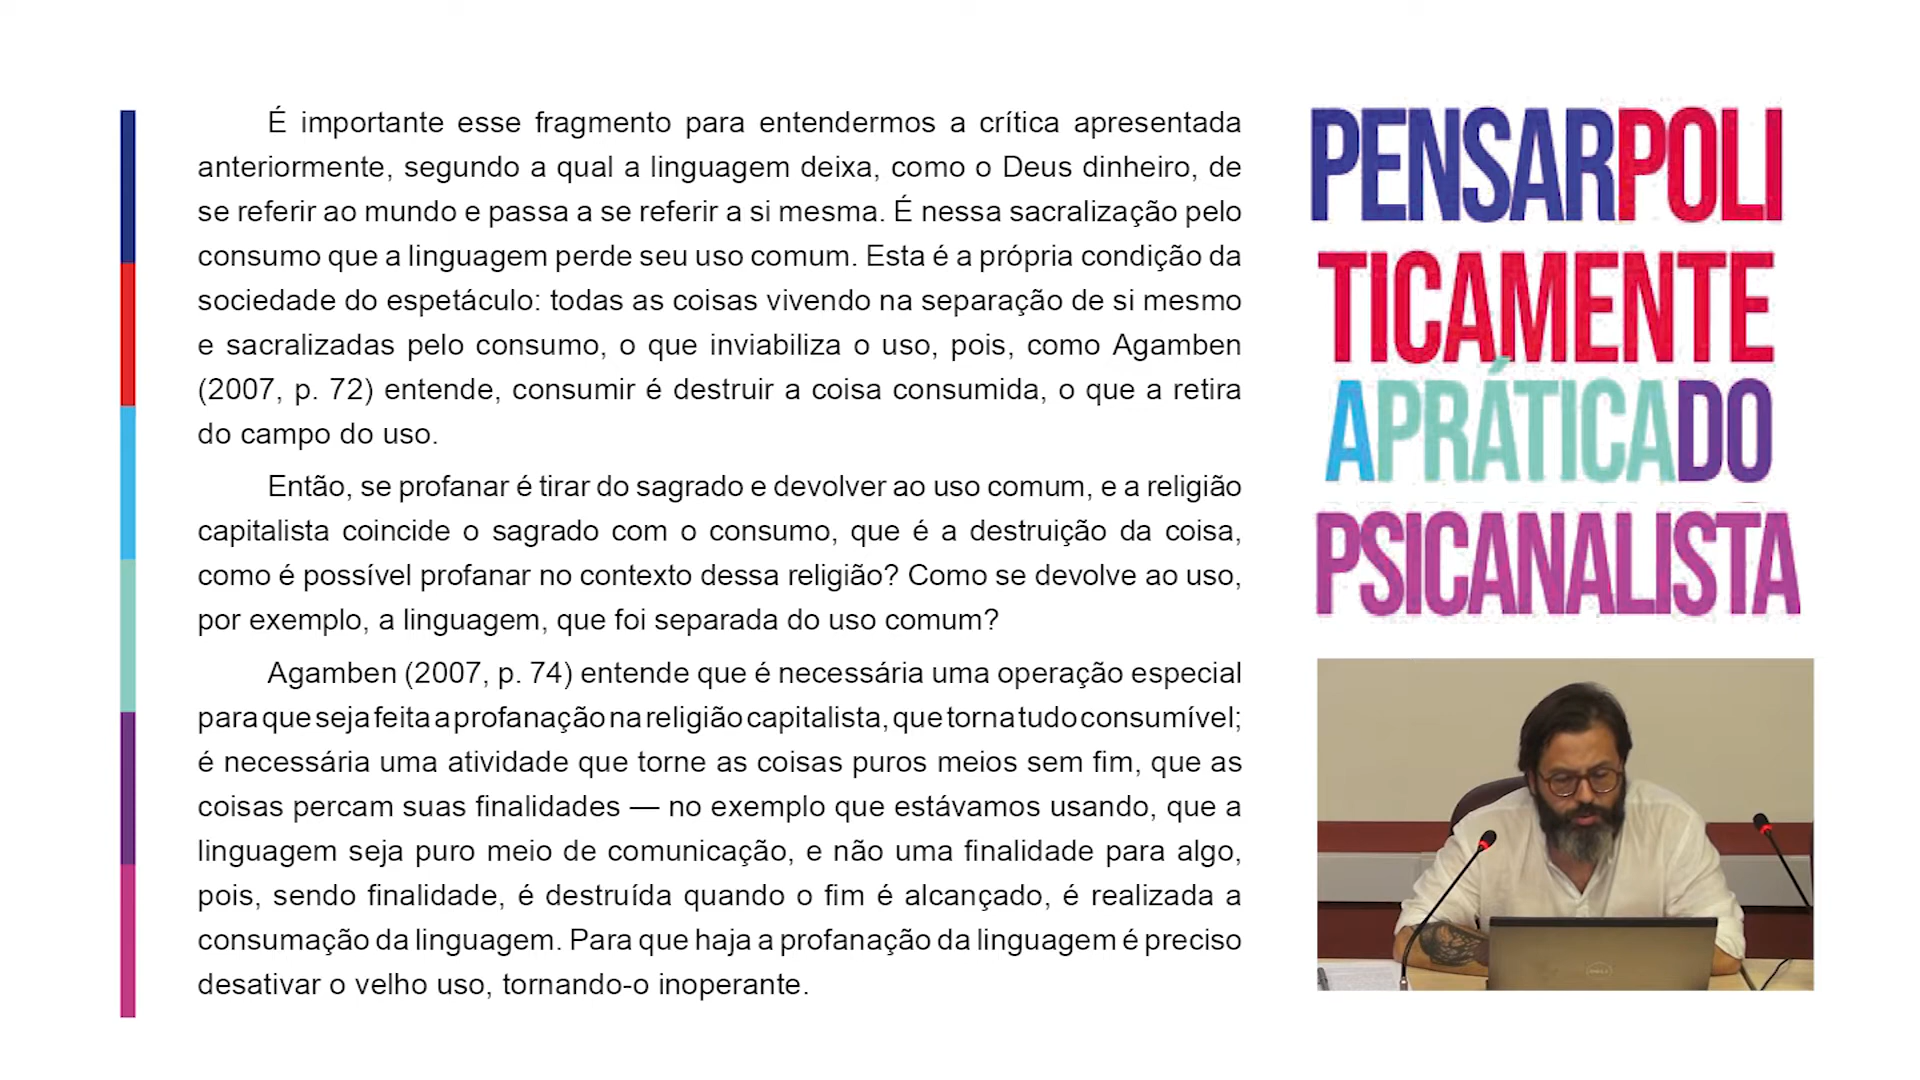 É importante esse fragmento para entendermos a crítica apresentada
anteriormente, segundo a qual a linguagem deixa, como o Deus dinheiro, de
se referir ao mundo e passa a se referir a si mesma. É nessa sacralização pelo
consumo que a linguagem perde seu uso comum. Esta é a própria condição da
sociedade do espetáculo: todas as coisas vivendo na separação de si mesmo
e sacralizadas pelo consumo, o que inviabiliza o uso, pois, como Agamben
(2007, p. 72) entende, consumir é destruir a coisa consumida, o que a retira
do campo do uso.
Então, se profanar é tirar do sagrado e devolver ao uso comum, e a religião
capitalista coincide o sagrado com o consumo, que é a destruição da coisa,
como é possível profanar no contexto dessa religião? Como se devolve ao uso,
por exemplo, a linguagem, que foi separada do uso comum?
Agamben (2007, p. 74) entende que é necessária uma operação especial
para que seja feita a profanação na religião capitalista, que torna tudo consumível;
é necessária uma atividade que torne as coisas puros meios sem fim, que as
coisas percam suas finalidades — no exemplo que estávamos usando, que a
linguagem seja puro meio de comunicação, e não uma finalidade para algo,
pois, sendo finalidade, é destruída quando o fim é alcançado, é realizada a
consumação da linguagem. Para que haja a profanação da linguagem é preciso
desativar o velho uso, tornando-o inoperante.
PENSARPOLI
TICAMENTE
APRÁTICADO
PSICANALISTA
DELL